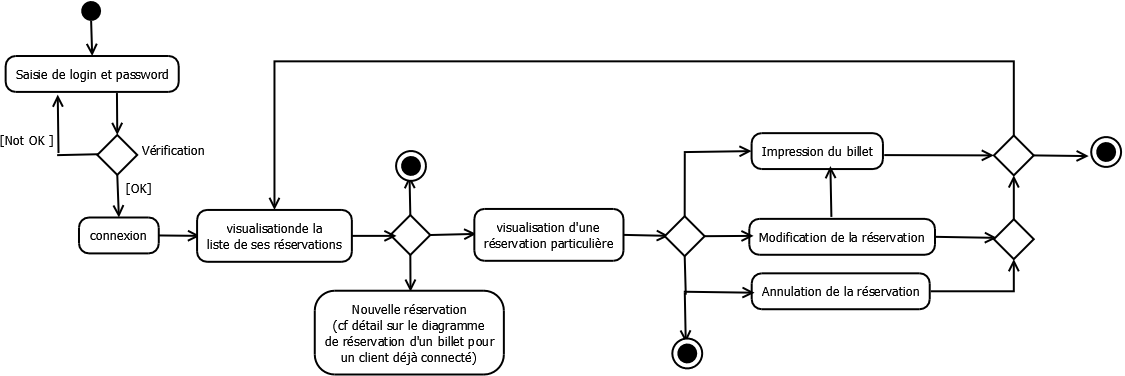 Saisie de login et password
[Not OK ]
Vérification
[OK]
connexion
visualisationde la
liste de ses réservations
visualisation d'une
réservation particulière
Nouvelle réservation
(cf détail sur le diagramme
de réservation d'un billet pour
un client déjà connecté)
Impression du billet
Modification de la réservation
Annulation de la réservation